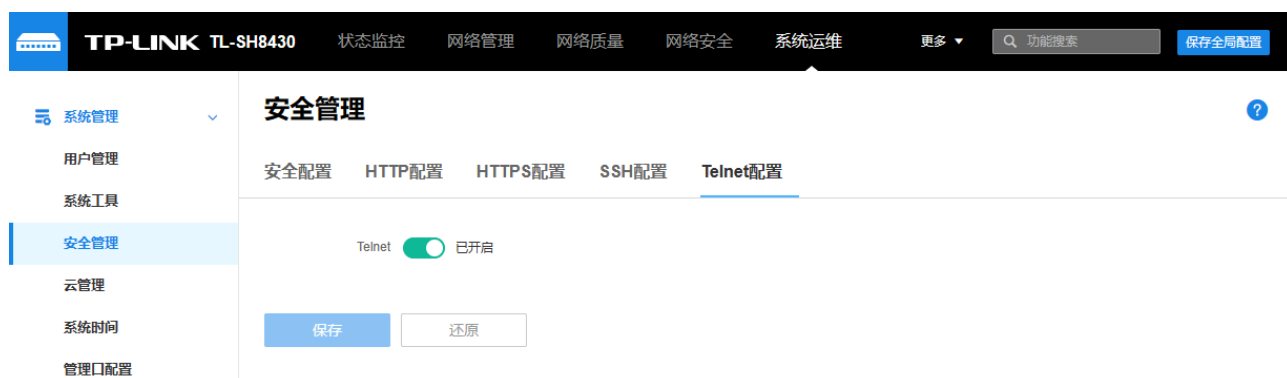 TP-LINK TL-SH8430 状态监控 网络管理 网络质量 网络安全 系统运维 更多 功能搜索 保存全局配置
系统管理
用户管理
系统工具
安全管理
云管理
系统时间
管理口配置
安全管理
安全配置 HTTP配置 HTTPS配置 SSH配置 Telnet配置
Telnet 已开启
保存 还原